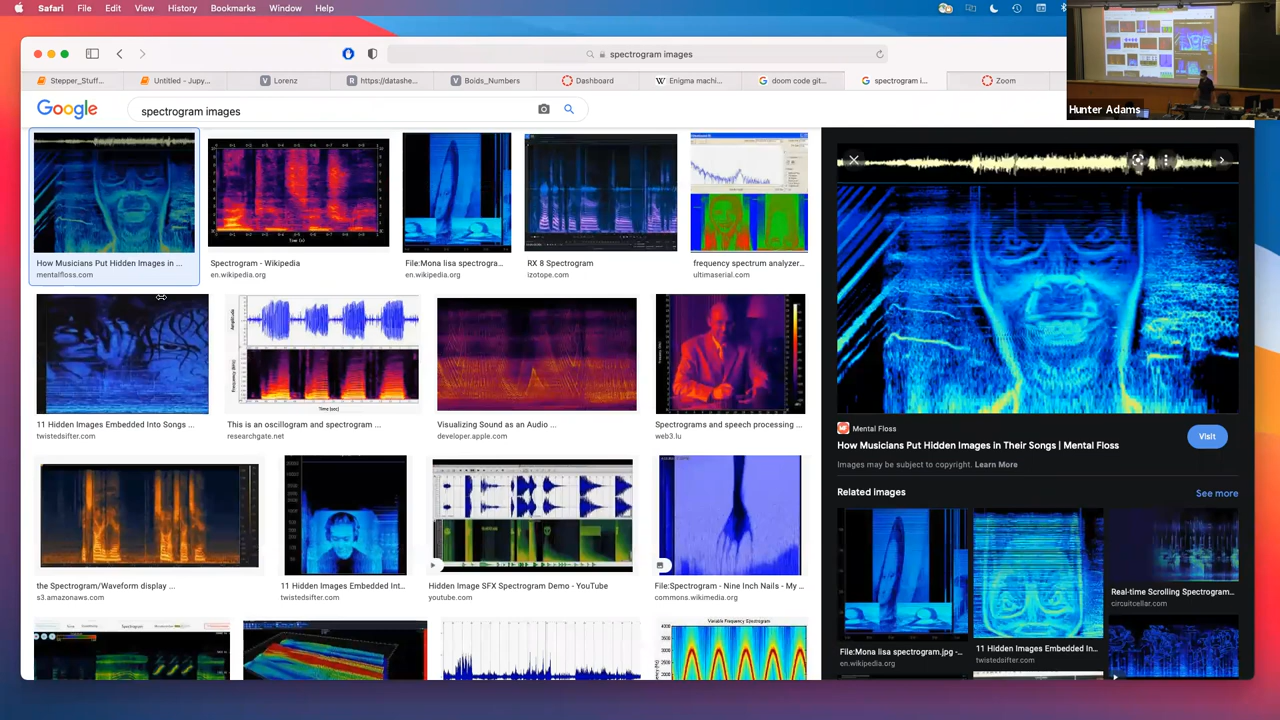 Safari File Edit View History Bookmarks Window Help
spectrogram images
Stepper_Stuff... Untitled - Jupy... Lorenz https://datashe... Boids_Numbers Dashboard Enigma machi... doom code git... spectrogram i... Zoom
Hunter Adams
Google
spectrogram images
How Musicians Put Hidden Images in ...
mentalfloss.com
Spectrogram - Wikipedia
en.wikipedia.org
File:Mona lisa spectrogra...
en.wikipedia.org
RX 8 Spectrogram
izotope.com
frequency spectrum analyzer...
ultimaserial.com
11 Hidden Images Embedded Into Songs ...
twistedsifter.com
This is an oscillogram and spectrogram ...
researchgate.net
Visualizing Sound as an Audio ...
developer.apple.com
Spectrograms and speech processing ...
web3.lu
the Spectrogram/Waveform display ...
s3.amazonaws.com
11 Hidden Images Embedded Int...
twistedsifter.com
Hidden Image SFX Spectrogram Demo - YouTube
youtube.com
File:Spectrogram - Nine Inch Nails - My ...
commons.wikimedia.org
Variable Frequency Spectrogram
Mental Floss
How Musicians Put Hidden Images in Their Songs | Mental Floss
Visit
Images may be subject to copyright. Learn More
Related Images
See more
File:Mona lisa spectrogram.jpg -...
en.wikipedia.org
11 Hidden Images Embedded In...
twistedsifter.com
Real-time Scrolling Spectrogram...
circuitcellar.com